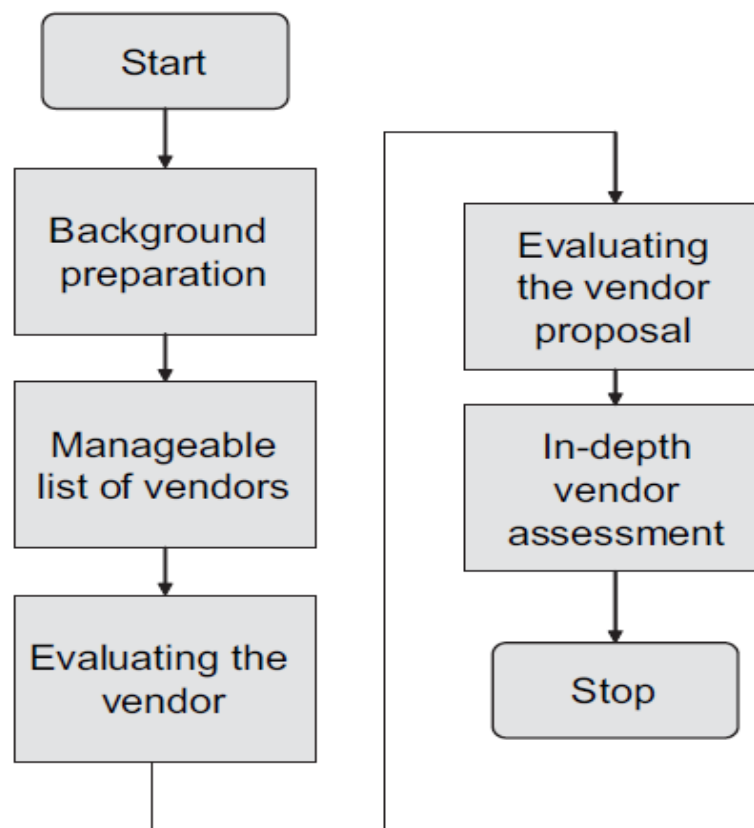 Start
Background
preparation
Manageable
list of vendors
Evaluating the
vendor
Evaluating
the vendor
proposal
In-depth
vendor
assessment
Stop